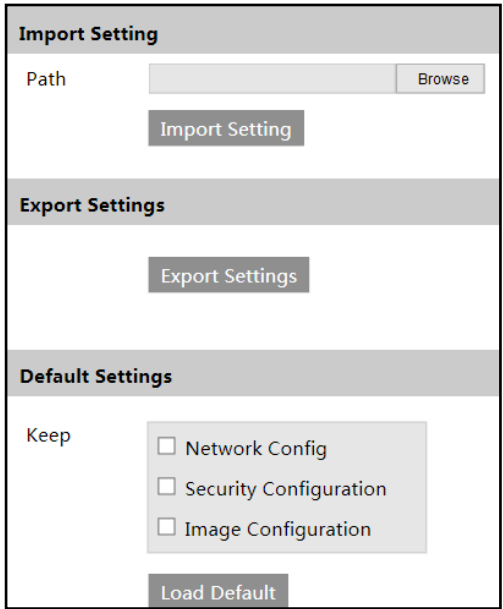 Import Setting
Path Browse
Import Setting
Export Settings
Export Settings
Default Settings
Keep
Network Config
Security Configuration
Image Configuration
Load Default